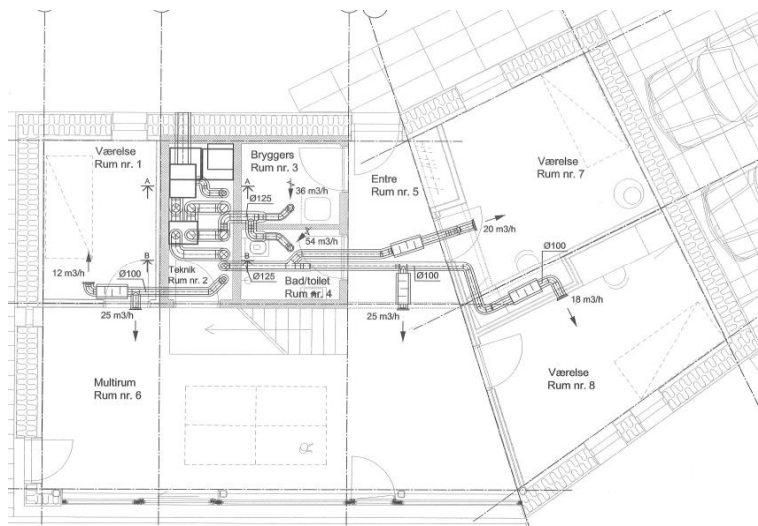 Værelse
Rum nr. 1
Bryggers
Rum nr. 3
Entre
Rum nr. 5
Værelse
Rum nr. 7
A
A
36 m3/h
Ø125
54 m3/h
20 m3/h
B
B
12 m3/h
Ø100
Teknik
Rum nr. 2
Ø125
Bad/toilet
Rum nr. 4
Ø100
Ø100
18 m3/h
25 m3/h
25 m3/h
Multirum
Rum nr. 6
Værelse
Rum nr. 8